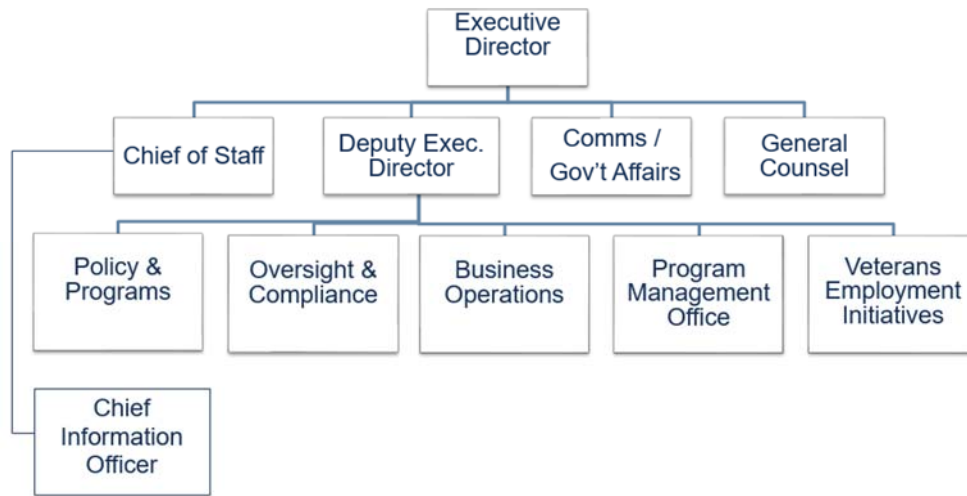 Executive
Director
Chief of Staff
Deputy Exec.
Director
Comms /
Gov’t Affairs
General
Counsel
Policy &
Programs
Oversight &
Compliance
Business
Operations
Program
Management
Office
Veterans
Employment
Initiatives
Chief
Information
Officer